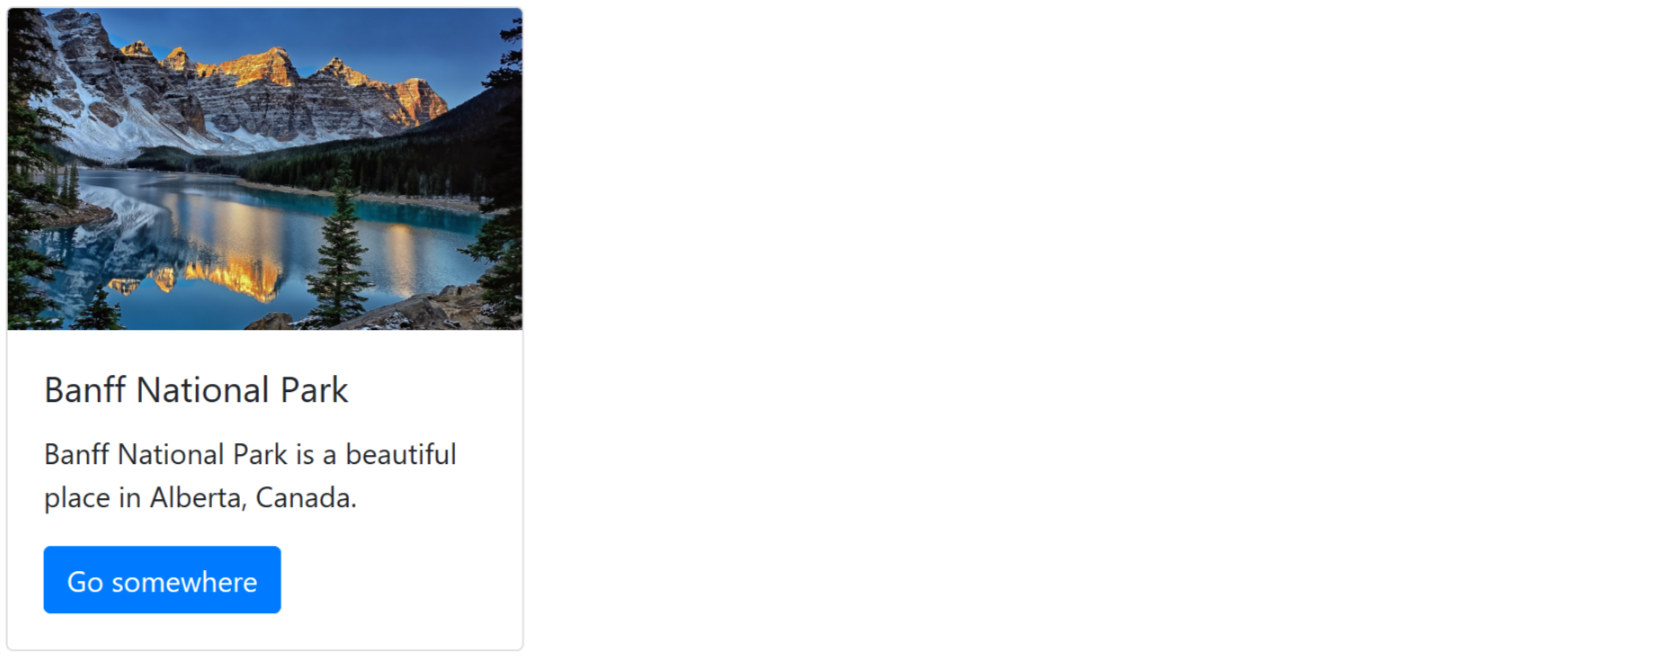 Banff National Park
Banff National Park is a beautiful
place in Alberta, Canada.
Go somewhere